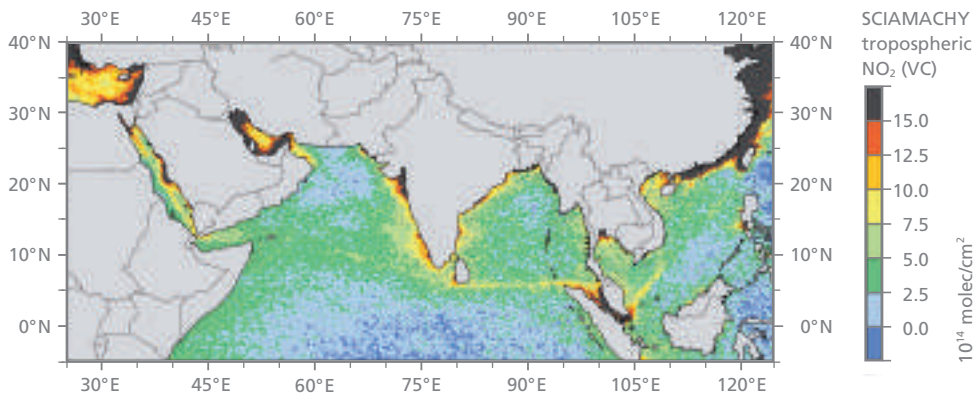 30°E 45°E 60°E 75°E 90°E 105°E 120°E
SCIAMACHY
tropospheric
NO₂ (VC)
40°N 40°N
30°N 30°N
20°N 20°N
10°N 10°N
0°N 0°N
15.0
12.5
10.0
7.5
5.0
2.5
0.0
10¹⁴ molec/cm²
30°E 45°E 60°E 75°E 90°E 105°E 120°E